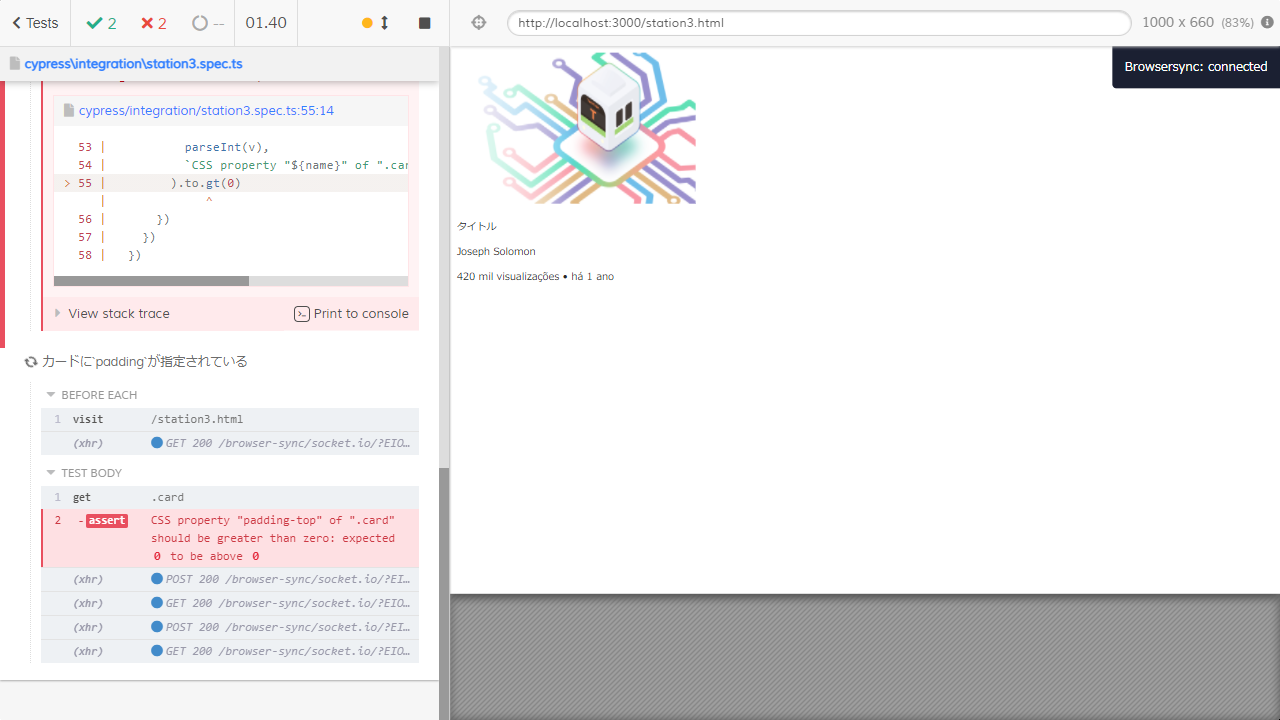 Tests 2 2 -- 01.40
cypress\integration\station3.spec.ts
cypress/integration/station3.spec.ts:55:14
53 | parseInt(v),
54 | `CSS property "${name}" of ".car
> 55 | ).to.gt(0)
| ^
56 | })
57 | })
58 | })
View stack trace Print to console
カードに`padding`が指定されている
BEFORE EACH
1 visit /station3.html
(xhr) GET 200 /browser-sync/socket.io/?EIO…
TEST BODY
1 get .card
2 -assert CSS property "padding-top" of ".card"
should be greater than zero: expected
0 to be above 0
(xhr) POST 200 /browser-sync/socket.io/?EI…
(xhr) GET 200 /browser-sync/socket.io/?EIO…
(xhr) POST 200 /browser-sync/socket.io/?EI…
(xhr) GET 200 /browser-sync/socket.io/?EIO…
http://localhost:3000/station3.html 1000 x 660 (83%)
Browsersync: connected
タイトル
Joseph Solomon
420 mil visualizações • há 1 ano